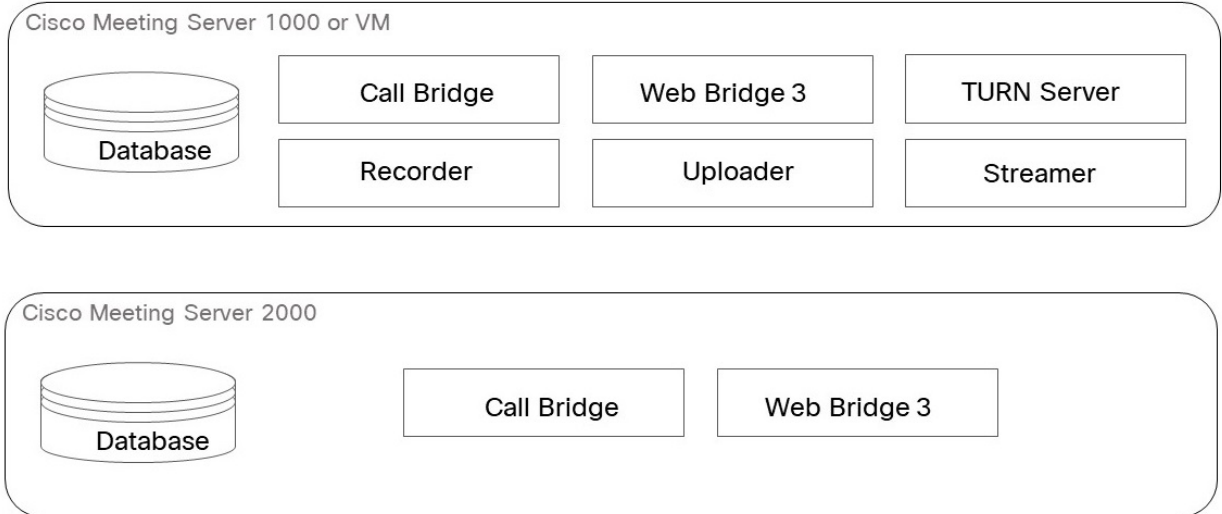 Cisco Meeting Server 1000 or VM
Call Bridge
Web Bridge 3
TURN Server
Database
Recorder
Uploader
Streamer
Cisco Meeting Server 2000
Call Bridge
Web Bridge 3
Database